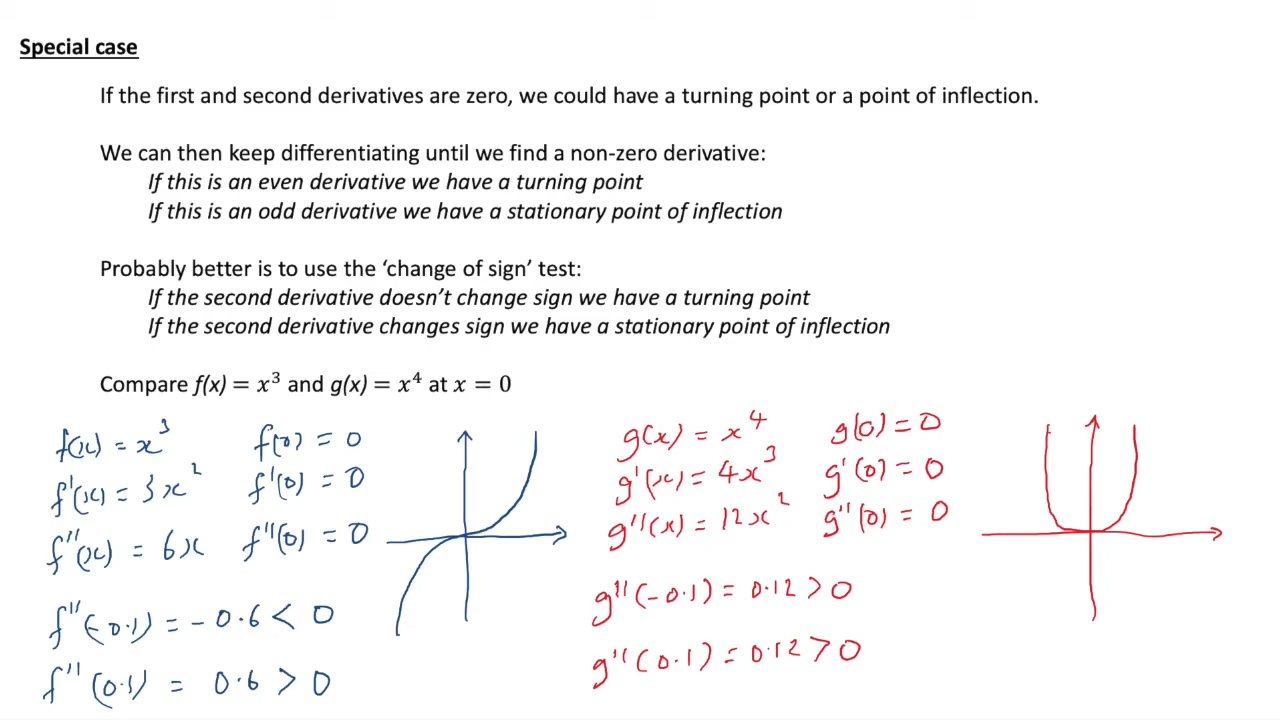 Special case
If the first and second derivatives are zero, we could have a turning point or a point of inflection.
We can then keep differentiating until we find a non-zero derivative:
If this is an even derivative we have a turning point
If this is an odd derivative we have a stationary point of inflection
Probably better is to use the ‘change of sign’ test:
If the second derivative doesn’t change sign we have a turning point
If the second derivative changes sign we have a stationary point of inflection
Compare f(x) = x³ and g(x) = x⁴ at x = 0
f(x) = x³ f(0) = 0
f'(x) = 3x² f'(0) = 0
f''(x) = 6x f''(0) = 0
f''(-0.1) = -0.6 < 0
f''(0.1) = 0.6 > 0
g(x) = x⁴ g(0) = 0
g'(x) = 4x³ g'(0) = 0
g''(x) = 12x² g''(0) = 0
g''(-0.1) = 0.12 > 0
g''(0.1) = 0.12 > 0